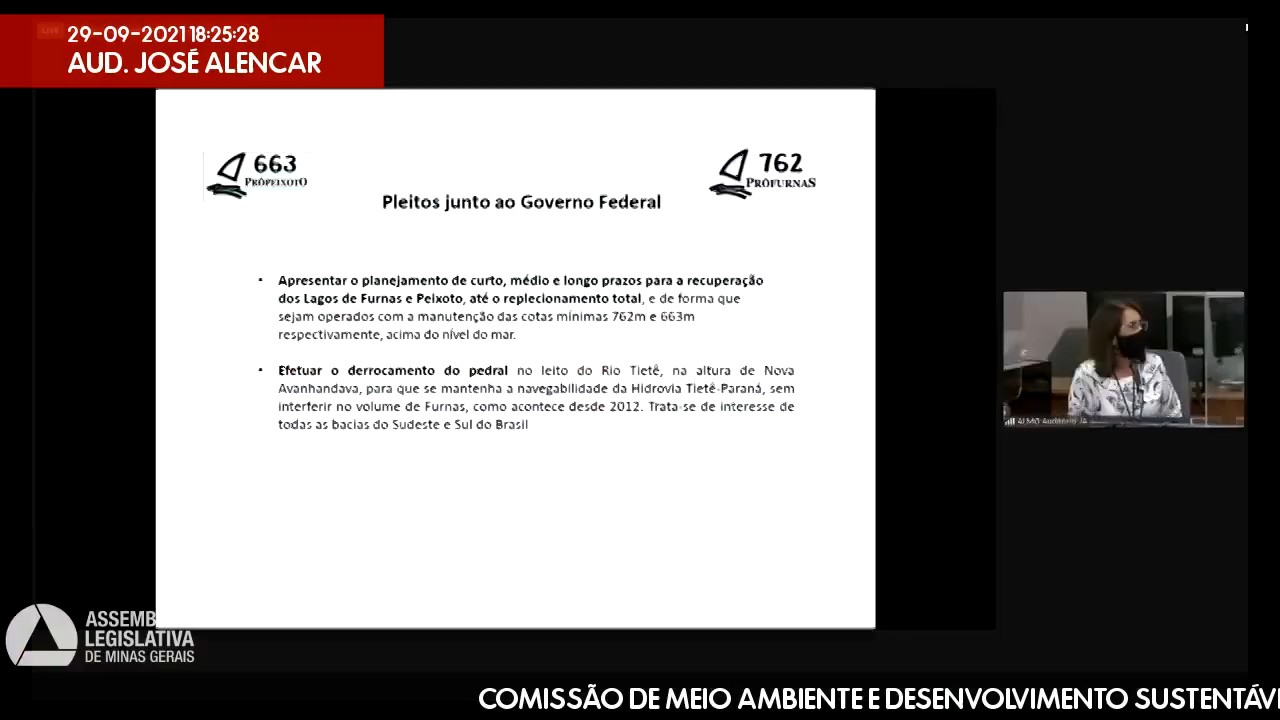 LIVE
29-09-2021 18:25:28
AUD. JOSÉ ALENCAR
663
PRÓPEIXOTO
762
PRÓFURNAS
Pleitos junto ao Governo Federal
• Apresentar o planejamento de curto, médio e longo prazos para a recuperação
dos Lagos de Furnas e Peixoto, até o replecionamento total, e de forma que
sejam operados com a manutenção das cotas mínimas 762m e 663m
respectivamente, acima do nível do mar.
• Efetuar o derrocamento do pedral no leito do Rio Tietê, na altura de Nova
Avanhandava, para que se mantenha a navegabilidade da Hidrovia Tietê-Paraná, sem
interferir no volume de Furnas, como acontece desde 2012. Trata-se de interesse de
todas as bacias do Sudeste e Sul do Brasil
ALMG Auditório JA
ASSEMB
LEGISLATIVA
DE MINAS GERAIS
COMISSÃO DE MEIO AMBIENTE E DESENVOLVIMENTO SUSTENTÁV